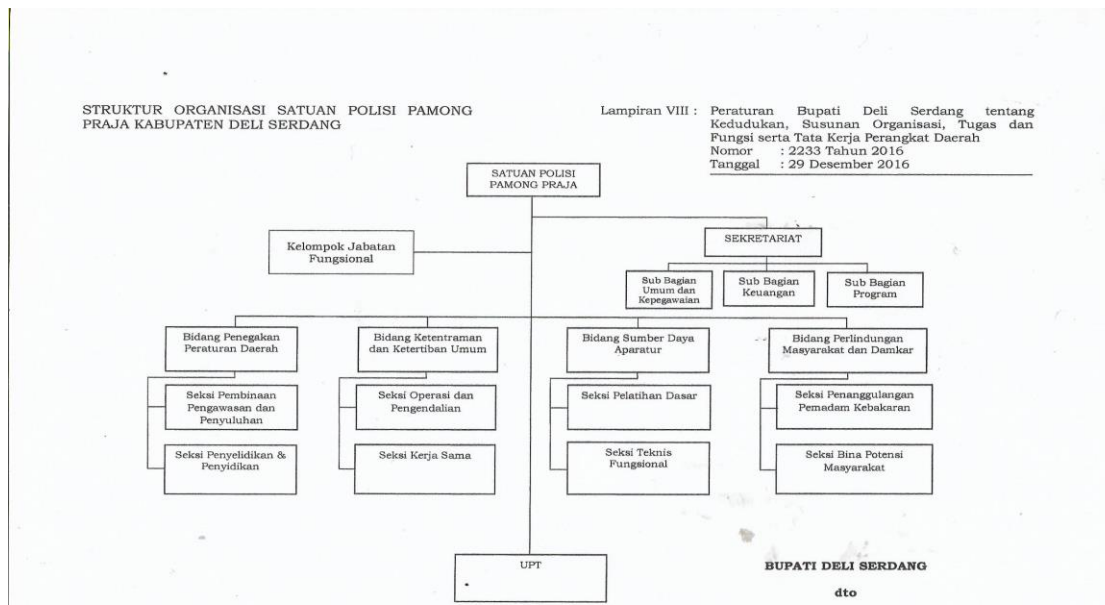 STRUKTUR ORGANISASI SATUAN POLISI PAMONG
PRAJA KABUPATEN DELI SERDANG
Lampiran VIII : Peraturan Bupati Deli Serdang tentang
Kedudukan, Susunan Organisasi, Tugas dan
Fungsi serta Tata Kerja Perangkat Daerah
Nomor : 2233 Tahun 2016
Tanggal : 29 Desember 2016
SATUAN POLISI
PAMONG PRAJA
Kelompok Jabatan
Fungsional
SEKRETARIAT
Sub Bagian
Umum dan
Kepegawaian
Sub Bagian
Keuangan
Sub Bagian
Program
Bidang Penegakan
Peraturan Daerah
Bidang Ketentraman
dan Ketertiban Umum
Bidang Sumber Daya
Aparatur
Bidang Perlindungan
Masyarakat dan Damkar
Seksi Pembinaan
Pengawasan dan
Penyuluhan
Seksi Operasi dan
Pengendalian
Seksi Pelatihan Dasar
Seksi Penanggulangan
Pemadam Kebakaran
Seksi Penyelidikan &
Penyidikan
Seksi Kerja Sama
Seksi Teknis
Fungsional
Seksi Bina Potensi
Masyarakat
UPT
BUPATI DELI SERDANG
dto